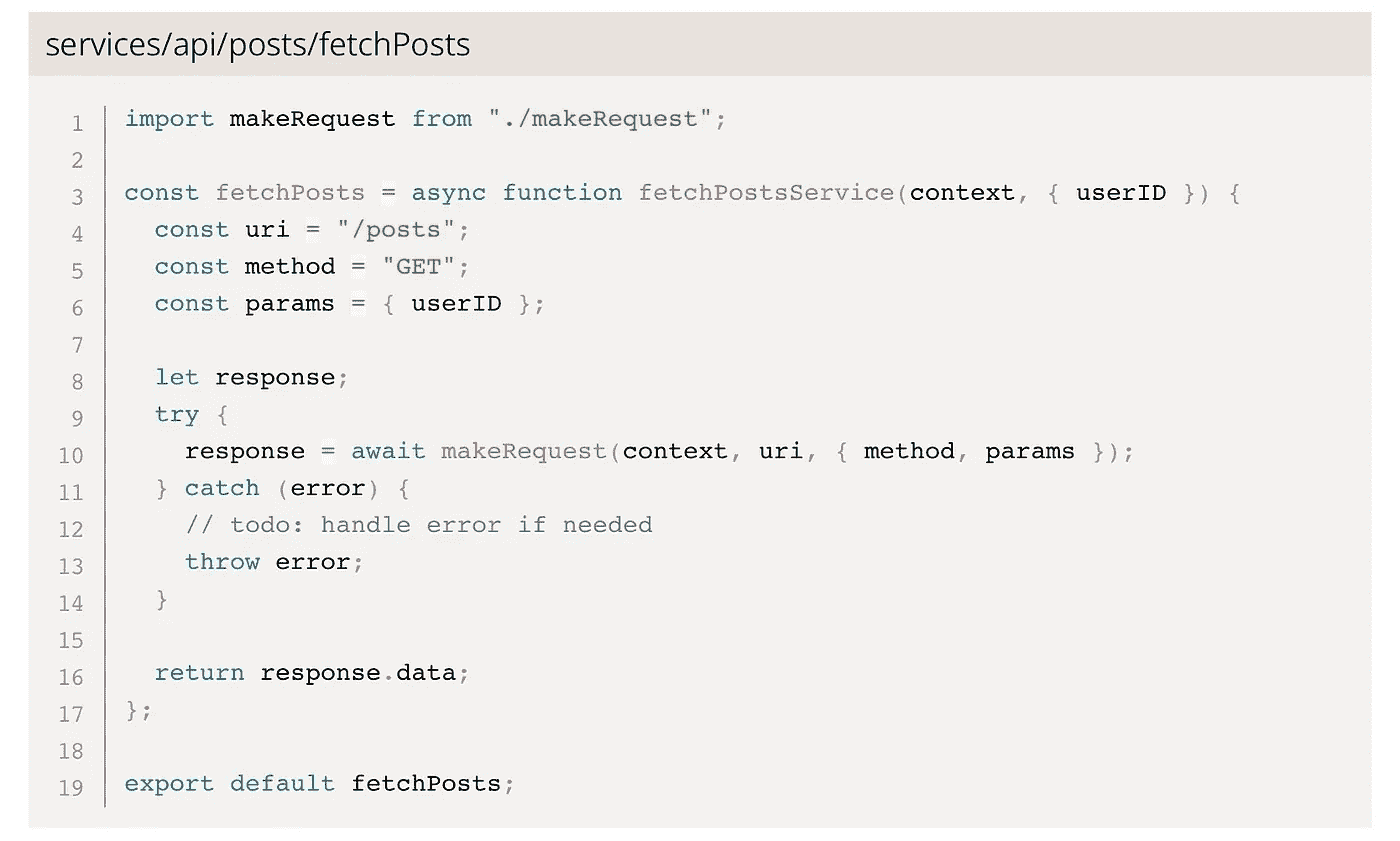 services/api/posts/fetchPosts
1 import makeRequest from "./makeRequest";
2
3 const fetchPosts = async function fetchPostsService(context, { userID }) {
4   const uri = "/posts";
5   const method = "GET";
6   const params = { userID };
7
8   let response;
9   try {
10     response = await makeRequest(context, uri, { method, params });
11   } catch (error) {
12     // todo: handle error if needed
13     throw error;
14   }
15
16   return response.data;
17 };
18
19 export default fetchPosts;